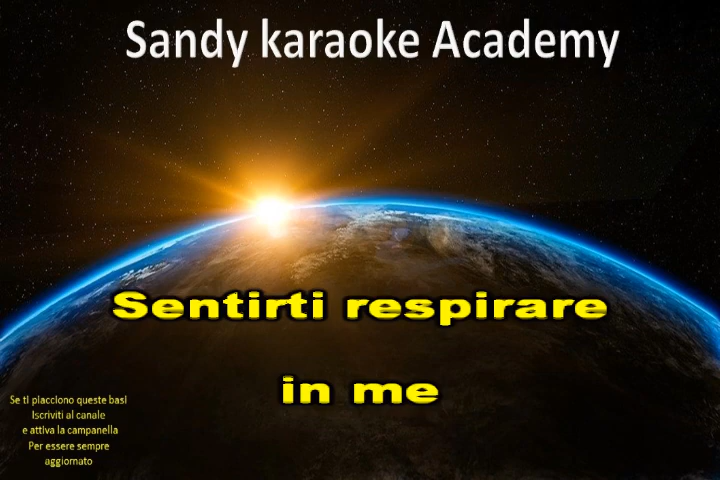 Sandy karaoke Academy
Sentirti respirare
in me
Se ti piacciono queste basi
Iscriviti al canale
e attiva la campanella
Per essere sempre
aggiornato